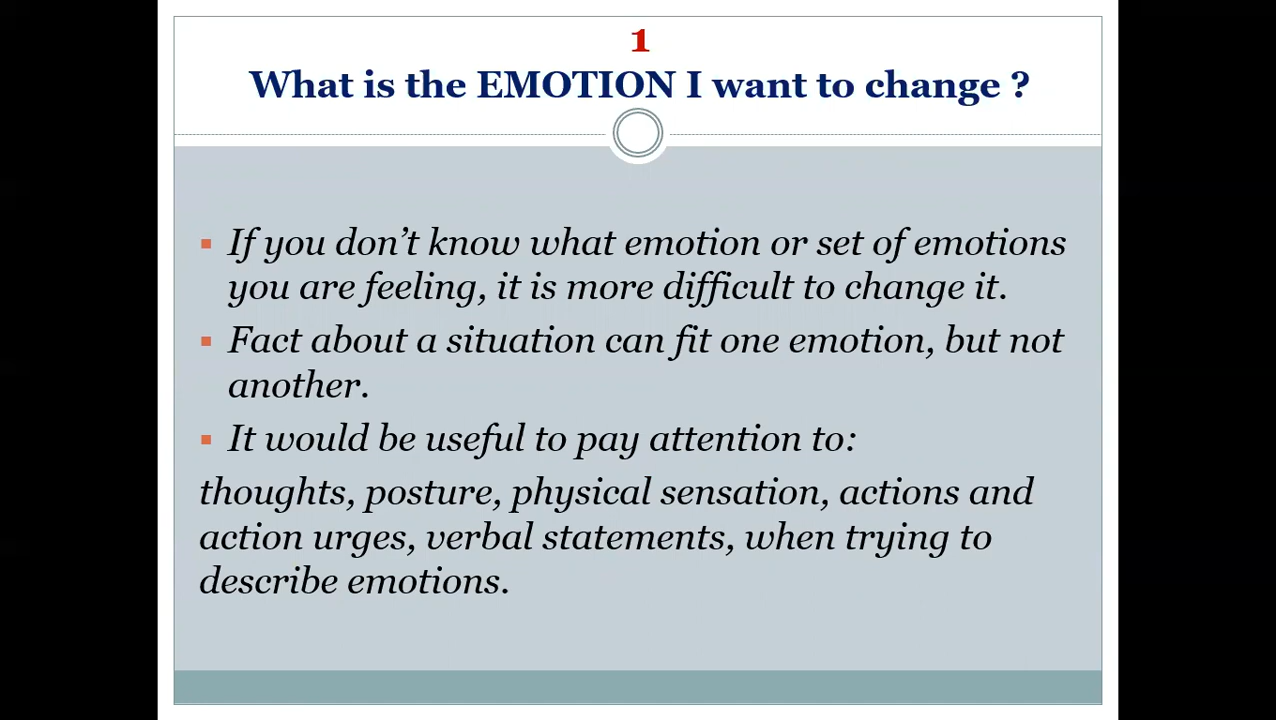 1
What is the EMOTION I want to change ?
▪ If you don’t know what emotion or set of emotions
you are feeling, it is more difficult to change it.
▪ Fact about a situation can fit one emotion, but not
another.
▪ It would be useful to pay attention to:
thoughts, posture, physical sensation, actions and
action urges, verbal statements, when trying to
describe emotions.